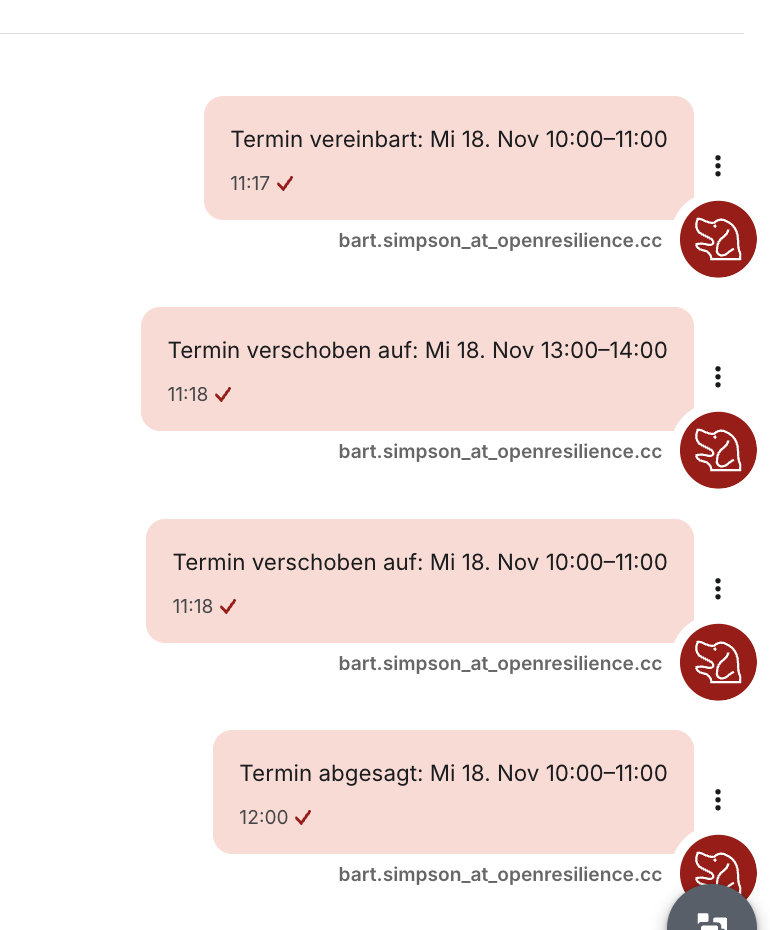 Termin vereinbart: Mi 18. Nov 10:00–11:00
11:17
bart.simpson_at_openresilience.cc
Termin verschoben auf: Mi 18. Nov 13:00–14:00
11:18
bart.simpson_at_openresilience.cc
Termin verschoben auf: Mi 18. Nov 10:00–11:00
11:18
bart.simpson_at_openresilience.cc
Termin abgesagt: Mi 18. Nov 10:00–11:00
12:00
bart.simpson_at_openresilience.cc